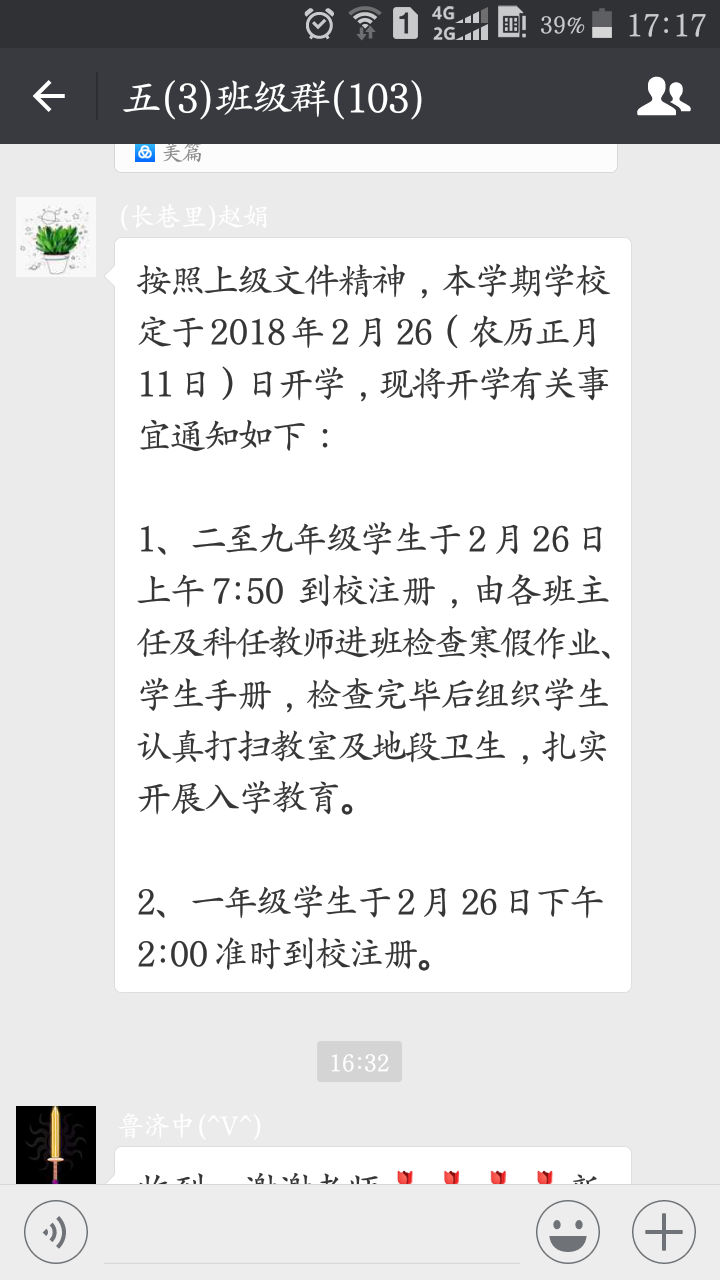 4G
2G
1
39%
17:17
五(3)班级群(103)
美篇
(长巷里)赵娟
按照上级文件精神，本学期学校
定于2018年2月26（农历正月
11日）日开学，现将开学有关事
宜通知如下：
1、二至九年级学生于2月26日
上午7:50 到校注册，由各班主
任及科任教师进班检查寒假作业、
学生手册，检查完毕后组织学生
认真打扫教室及地段卫生，扎实
开展入学教育。
2、一年级学生于2月26日下午
2:00准时到校注册。
16:32
鲁济中(^V^)
收到，谢谢老师🌹🌹🌹🌹新